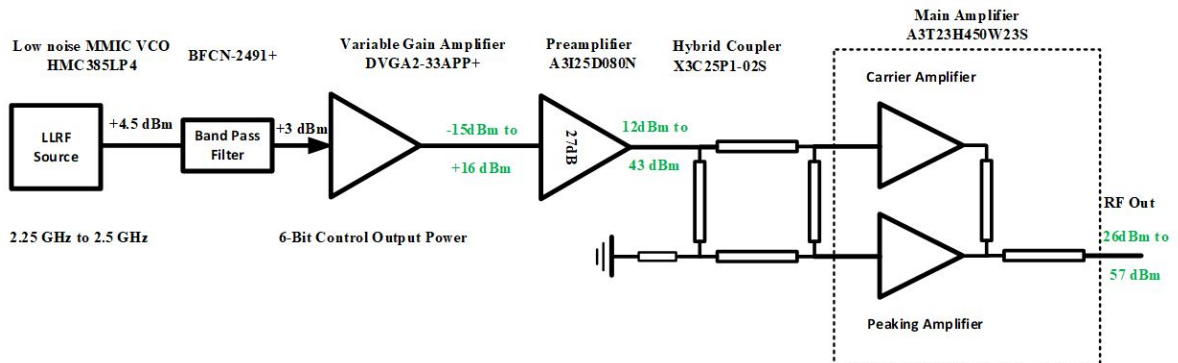 Low noise MMIC VCO
HMC385LP4
BFCN-2491+
Variable Gain Amplifier
DVGA2-33APP+
Preamplifier
A3I25D080N
Hybrid Coupler
X3C25P1-02S
Main Amplifier
A3T23H450W23S
Carrier Amplifier
LLRF
Source
+4.5 dBm
Band Pass
Filter
+3 dBm
-15dBm to
+16 dBm
27dB
12dBm to
43 dBm
RF Out
26dBm to
57 dBm
2.25 GHz to 2.5 GHz
6-Bit Control Output Power
Peaking Amplifier